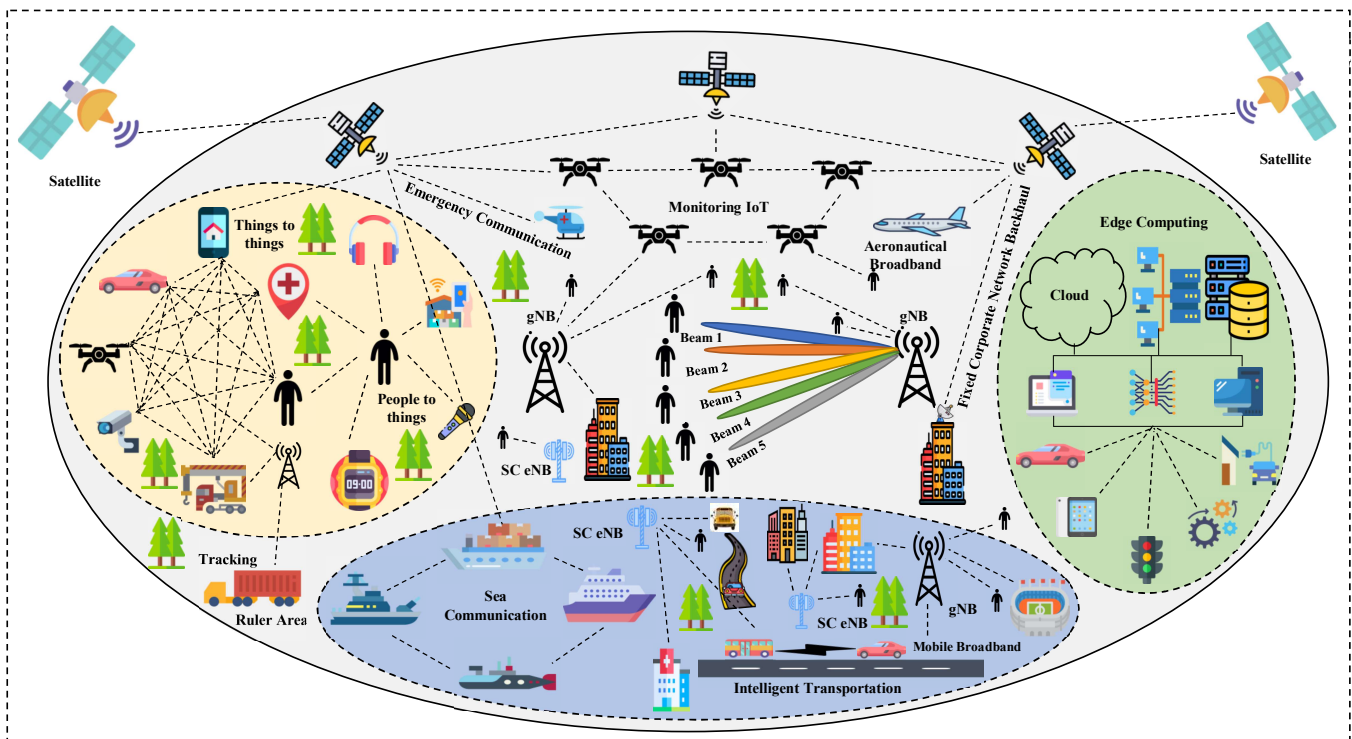 Satellite
Satellite
Emergency Communication
Monitoring IoT
Aeronautical
Broadband
Fixed Corporate Network Backhaul
Things to
things
People to
things
09:00
Edge Computing
Cloud
gNB
gNB
Beam 1
Beam 2
Beam 3
Beam 4
Beam 5
SC eNB
Tracking
Ruler Area
Sea
Communication
SC eNB
SC eNB
gNB
Mobile Broadband
Intelligent Transportation